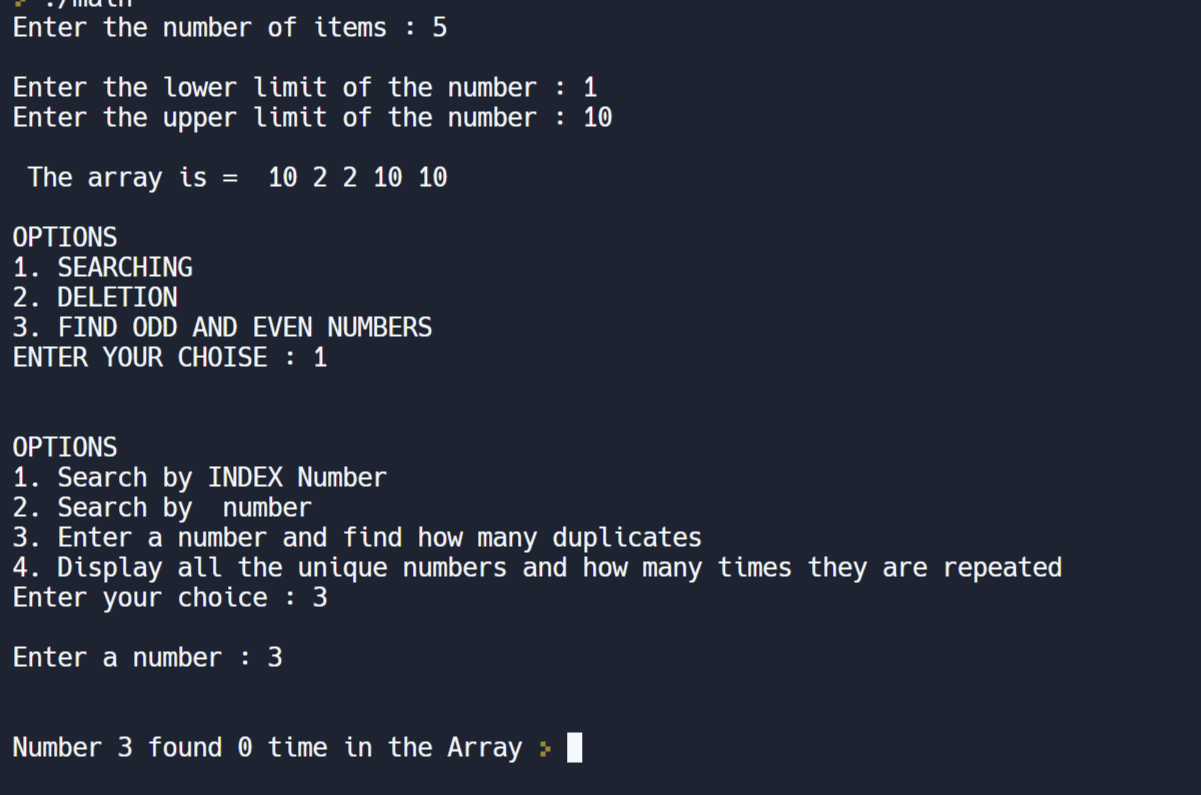 ./main
Enter the number of items : 5
Enter the lower limit of the number : 1
Enter the upper limit of the number : 10
The array is =  10 2 2 10 10
OPTIONS
1. SEARCHING
2. DELETION
3. FIND ODD AND EVEN NUMBERS
ENTER YOUR CHOISE : 1
OPTIONS
1. Search by INDEX Number
2. Search by  number
3. Enter a number and find how many duplicates
4. Display all the unique numbers and how many times they are repeated
Enter your choice : 3
Enter a number : 3
Number 3 found 0 time in the Array